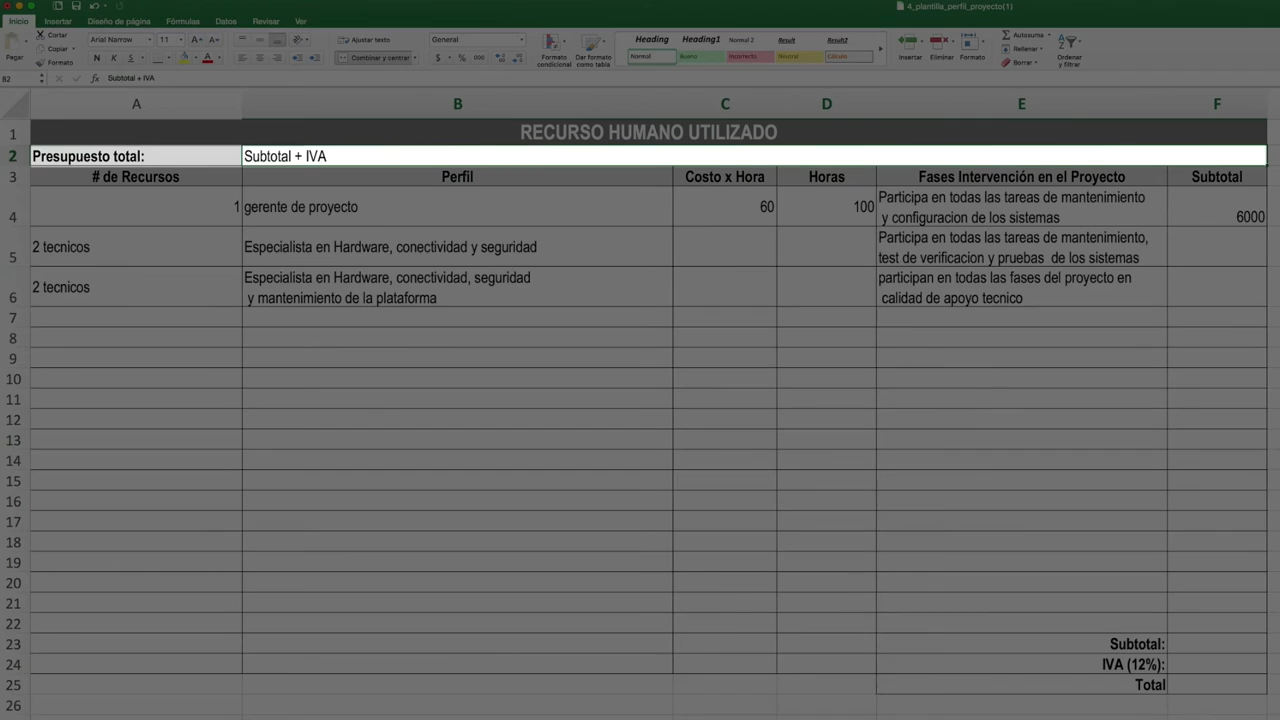 4_plantilla_perfil_proyecto(1)
Inicio Insertar Diseño de página Fórmulas Datos Revisar Ver
Pegar
Cortar
Copiar
Formato
Arial Narrow 11 A+ A-
N K S A
Ajustar texto
Combinar y centrar
General
$ % 000
Formato condicional
Dar formato como tabla
Heading Heading1 Normal 2 Result Result2
Normal Bueno Incorrecto Neutral Cálculo
Insertar Eliminar Formato
Autosuma
Rellenar
Borrar
Ordenar y filtrar
B2 fx Subtotal + IVA
A B C D E F
1 RECURSO HUMANO UTILIZADO
2 Presupuesto total: Subtotal + IVA
3 # de Recursos Perfil Costo x Hora Horas Fases Intervención en el Proyecto Subtotal
4 1 gerente de proyecto 60 100 Participa en todas las tareas de mantenimiento
y configuracion de los sistemas 6000
5 2 tecnicos Especialista en Hardware, conectividad y seguridad Participa en todas las tareas de mantenimiento,
test de verificacion y pruebas de los sistemas
6 2 tecnicos Especialista en Hardware, conectividad, seguridad
y mantenimiento de la plataforma
participan en todas las fases del proyecto en
calidad de apoyo tecnico
7
8
9
10
11
12
13
14
15
16
17
18
19
20
21
22
23 Subtotal:
24 IVA (12%):
25 Total
26